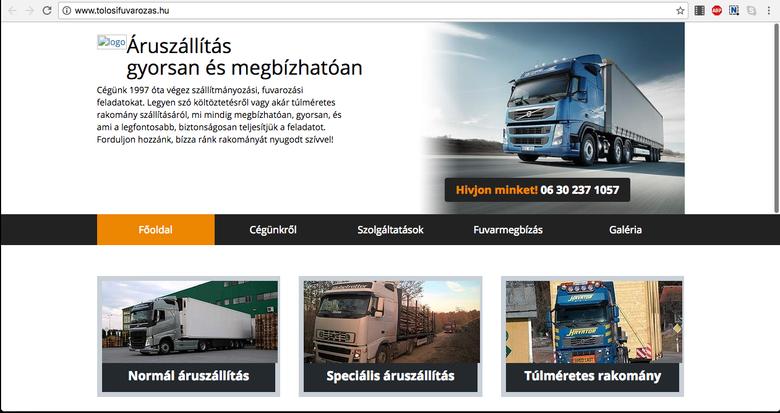 www.tolosifuvarozas.hu
logo
Áruszállítás
gyorsan és megbízhatóan
Cégünk 1997 óta végez szállítmányozási, fuvarozási
feladatokat. Legyen szó költöztetésről vagy akár túlméretes
rakomány szállításáról, mi mindig megbízhatóan, gyorsan, és
ami a legfontosabb, biztonságosan teljesítjük a feladatot.
Forduljon hozzánk, bízza ránk rakományát nyugodt szívvel!
Hivjon minket! 06 30 237 1057
Főoldal Cégünkről Szolgáltatások Fuvarmegbízás Galéria
Normál áruszállítás Speciális áruszállítás Túlméretes rakomány